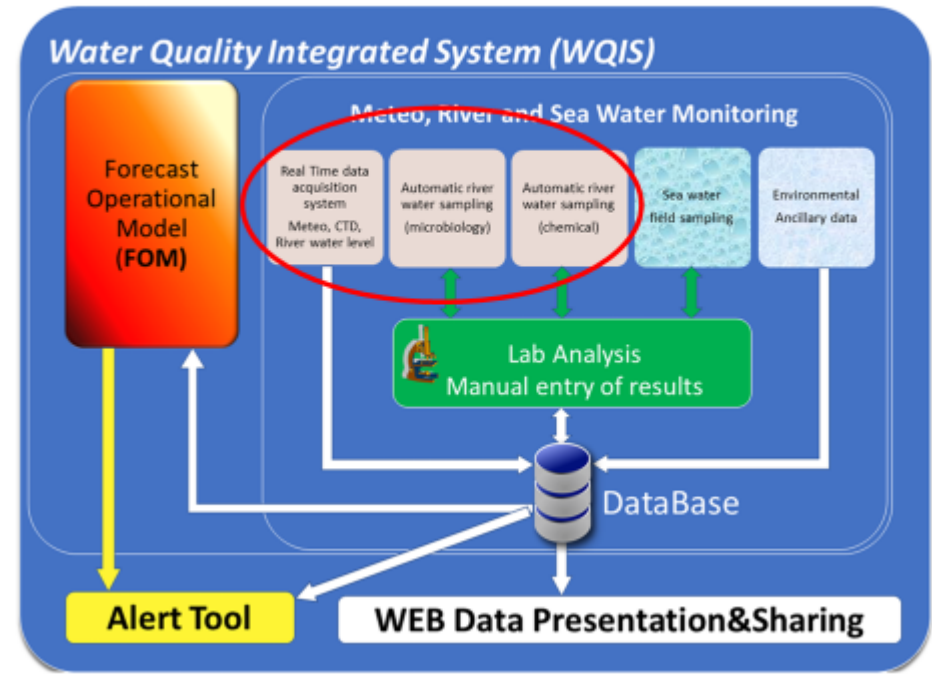 Water Quality Integrated System (WQIS)
Meteo, River and Sea Water Monitoring
Forecast
Operational
Model
(FOM)
Real Time data
acquisition
system
Meteo, CTD,
River water level
Automatic river
water sampling
(microbiology)
Automatic river
water sampling
(chemical)
Sea water
field sampling
Environmental
Ancillary data
Lab Analysis
Manual entry of results
DataBase
Alert Tool
WEB Data Presentation&Sharing